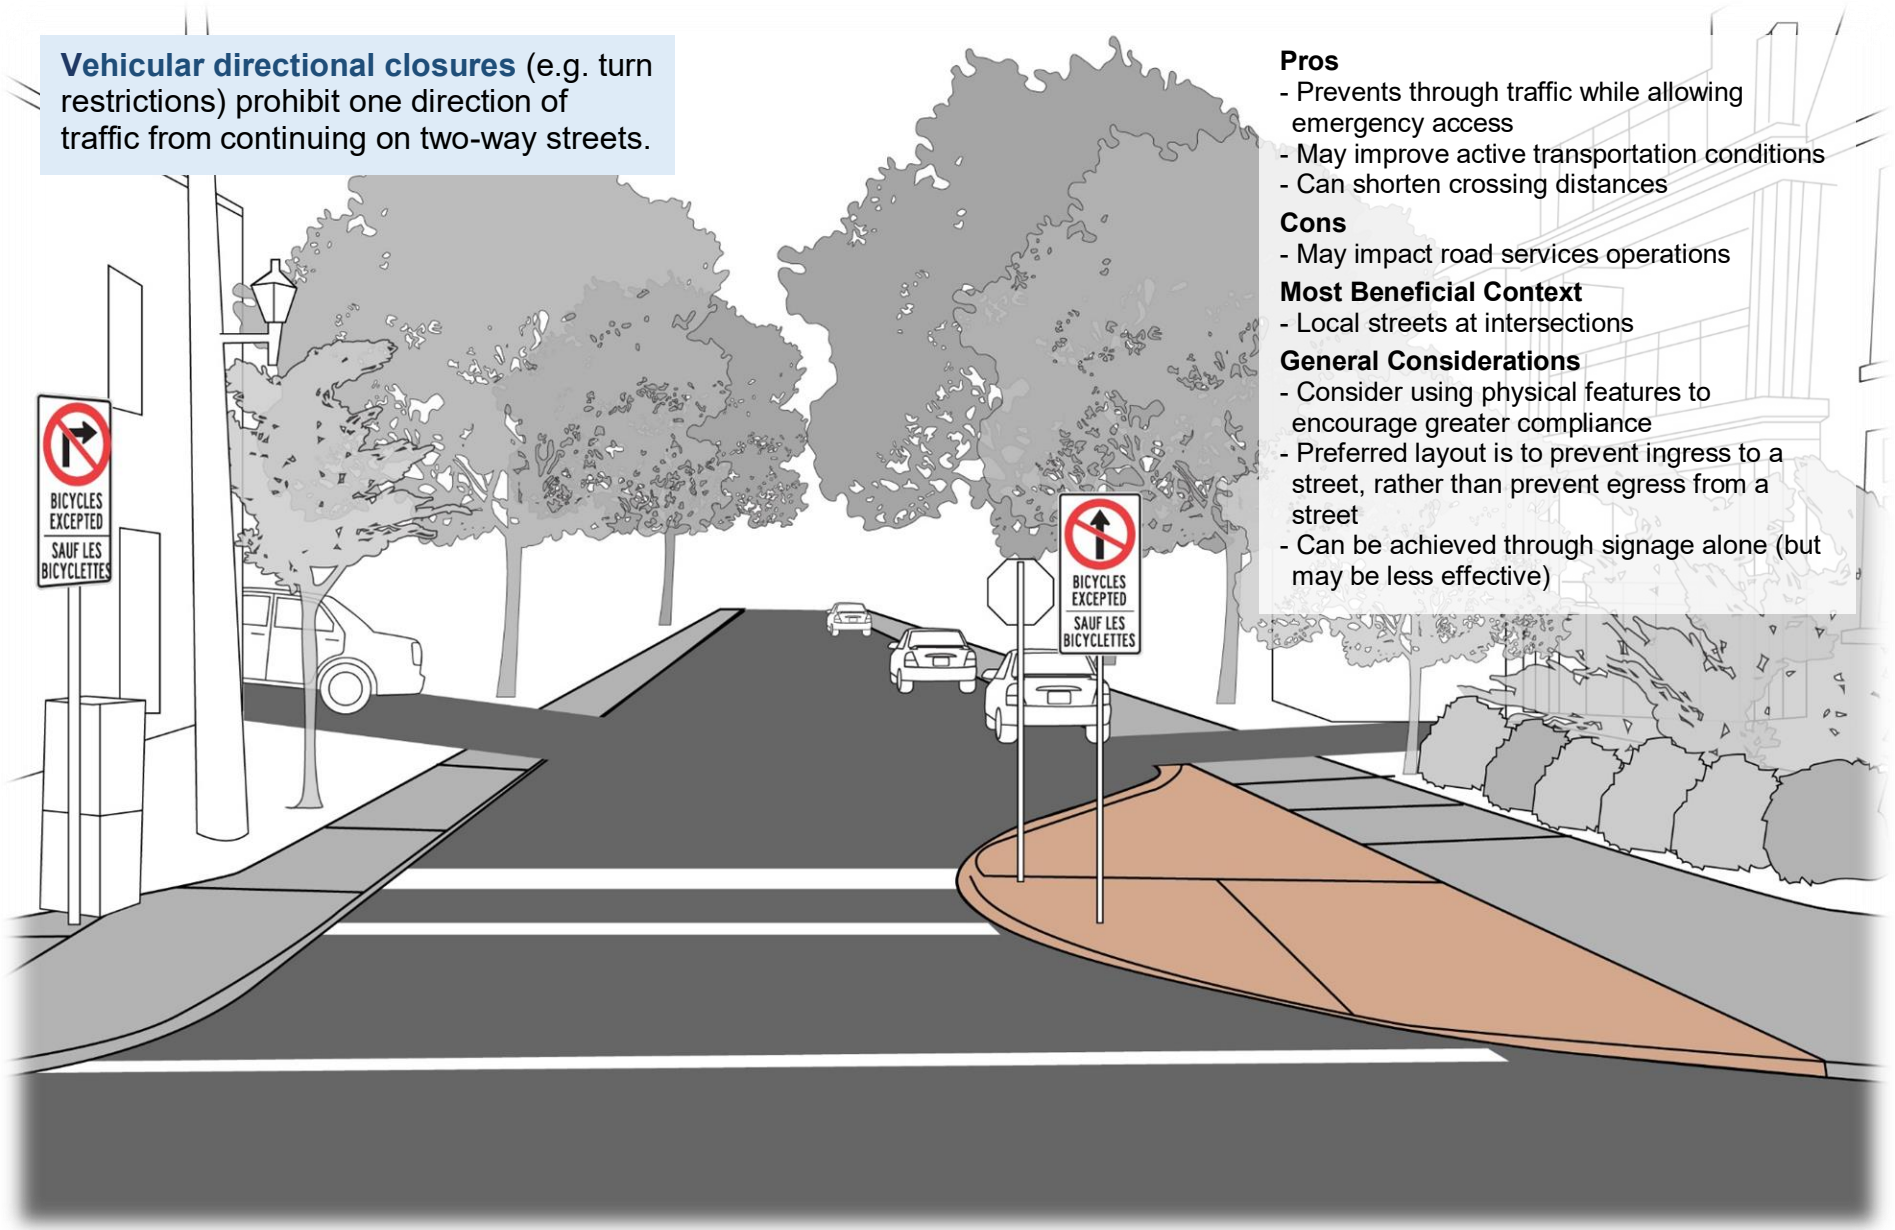 Vehicular directional closures (e.g. turn
restrictions) prohibit one direction of
traffic from continuing on two-way streets.
Pros
- Prevents through traffic while allowing
emergency access
- May improve active transportation conditions
- Can shorten crossing distances
Cons
- May impact road services operations
Most Beneficial Context
- Local streets at intersections
General Considerations
- Consider using physical features to
encourage greater compliance
- Preferred layout is to prevent ingress to a
street, rather than prevent egress from a
street
- Can be achieved through signage alone (but
may be less effective)
BICYCLES
EXCEPTED
SAUF LES
BICYCLETTES
BICYCLES
EXCEPTED
SAUF LES
BICYCLETTES